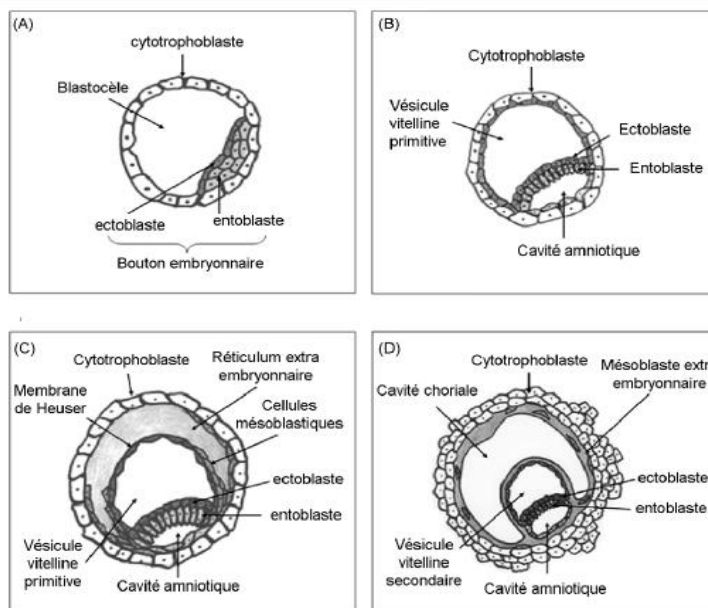 (A)
cytotrophoblaste
Blastocèle
ectoblaste
entoblaste
Bouton embryonnaire
(B)
Cytotrophoblaste
Vésicule
vitelline
primitive
Ectoblaste
Entoblaste
Cavité amniotique
(C)
Cytotrophoblaste
Réticulum extra
embryonnaire
Membrane
de Heuser
Cellules
mésoblastiques
ectoblaste
entoblaste
Vésicule
vitelline
primitive
Cavité amniotique
(D)
Cytotrophoblaste
Mésoblaste extra
embryonnaire
Cavité choriale
ectoblaste
entoblaste
Vésicule
vitelline
secondaire
Cavité amniotique